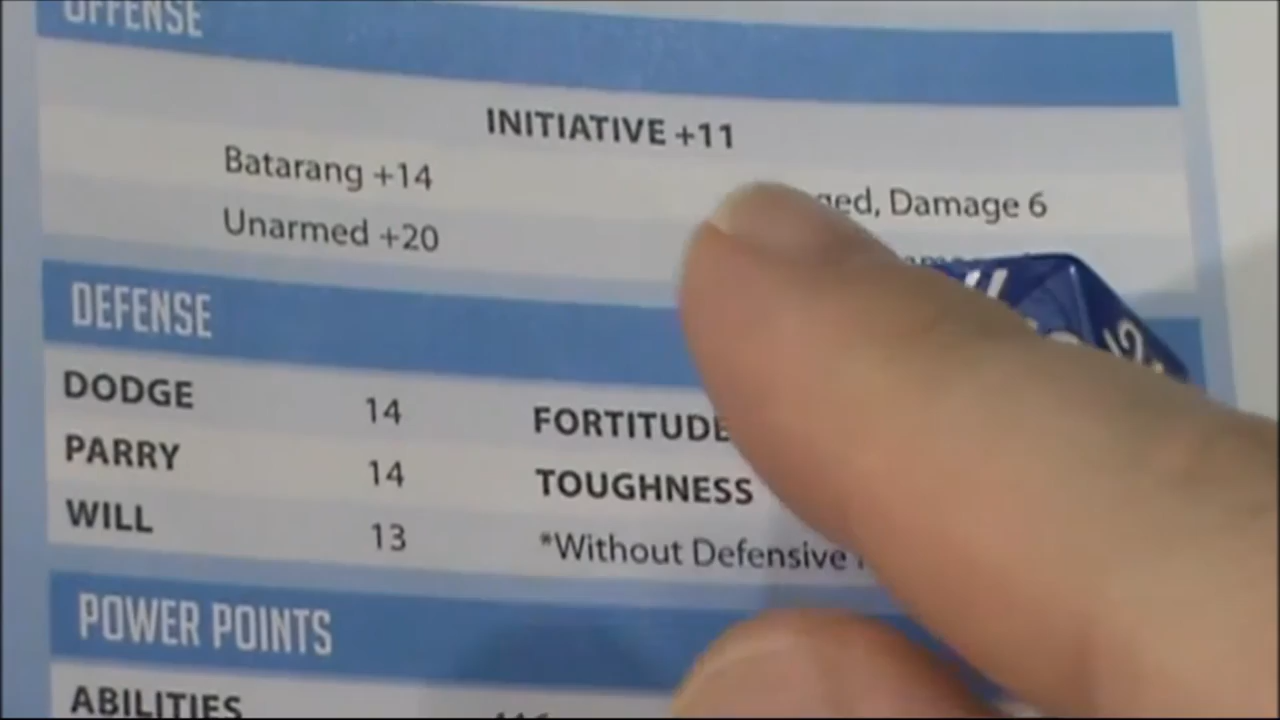 OFFENSE
INITIATIVE +11
Batarang +14 Damage 6
Unarmed +20
DEFENSE
DODGE 14 FORTITUDE
PARRY 14 TOUGHNESS
WILL 13 *Without Defensive
POWER POINTS
ABILITIES
12